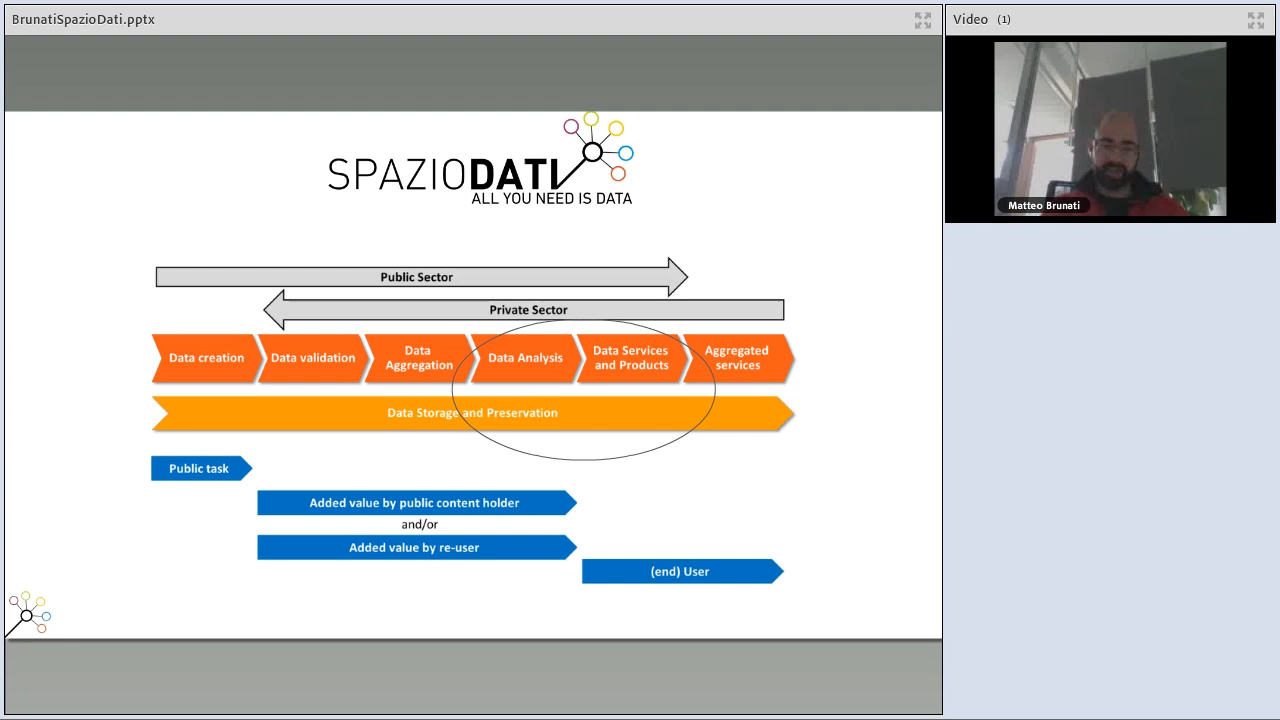 BrunatiSpazioDati.pptx
Video (1)
SPAZIODATI
ALL YOU NEED IS DATA
Matteo Brunati
Public Sector
Private Sector
Data creation
Data validation
Data
Aggregation
Data Analysis
Data Services
and Products
Aggregated
services
Data Storage and Preservation
Public task
Added value by public content holder
and/or
Added value by re-user
(end) User